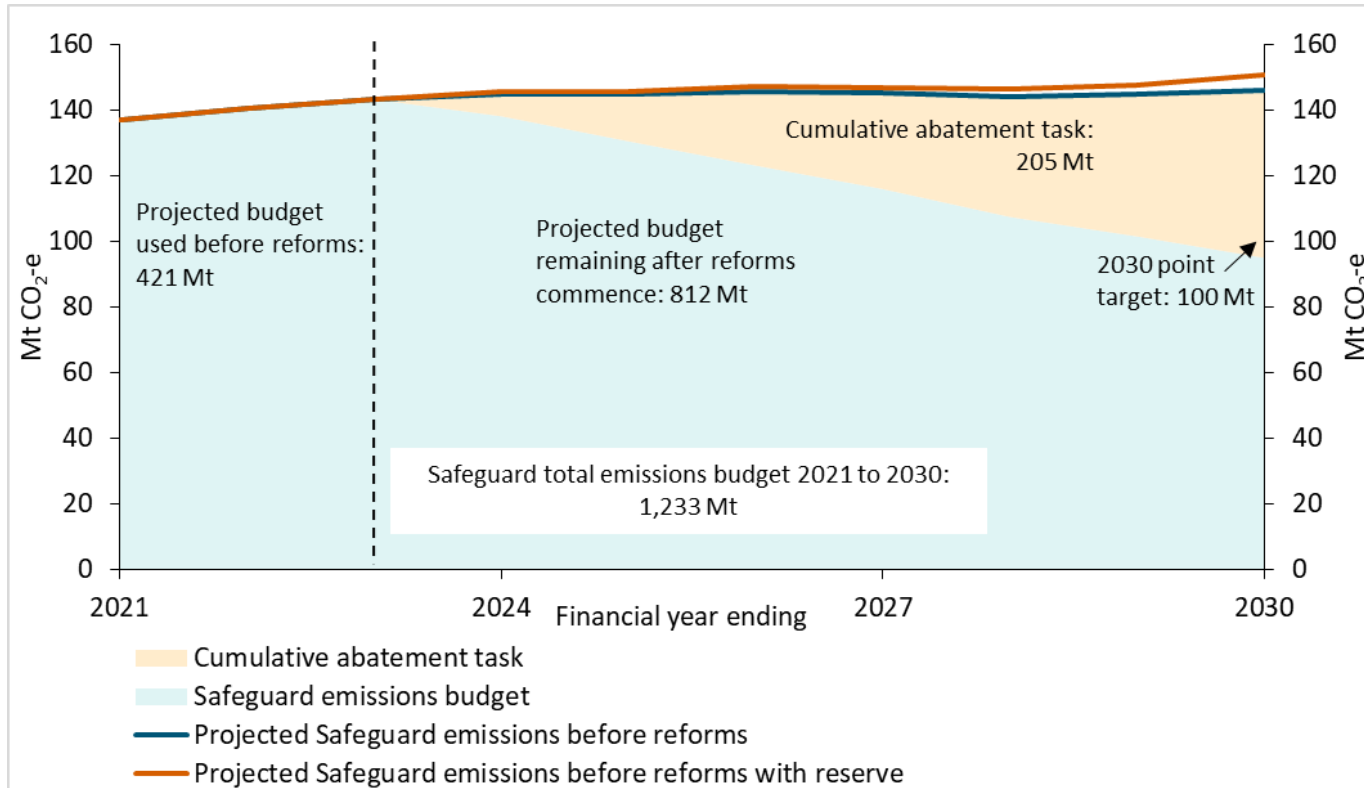 160
140
120
100
80
60
40
20
0
Mt CO₂-e
160
140
120
100
80
60
40
20
0
Mt CO₂-e
Cumulative abatement task:
205 Mt
Projected budget
used before reforms:
421 Mt
Projected budget
remaining after reforms
commence: 812 Mt
2030 point
target: 100 Mt
Safeguard total emissions budget 2021 to 2030:
1,233 Mt
2021
2024
2027
2030
Financial year ending
Cumulative abatement task
Safeguard emissions budget
Projected Safeguard emissions before reforms
Projected Safeguard emissions before reforms with reserve